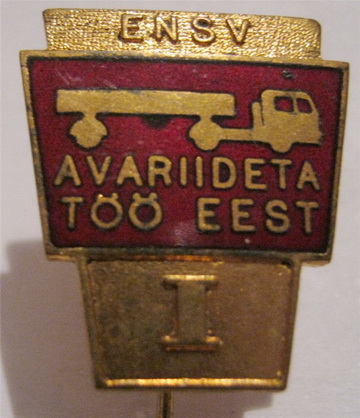 ENSV
AVARIIDETA
TÖÖ EEST
I